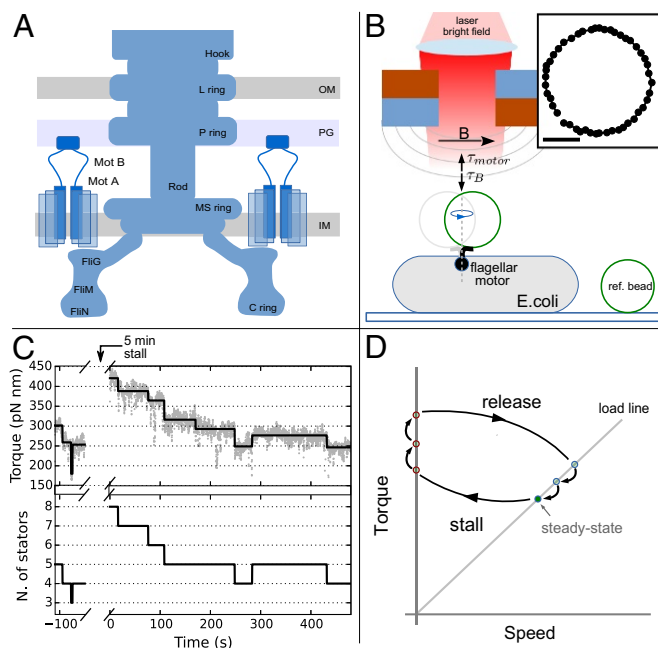 A
Hook
L ring
OM
P ring
PG
Mot B
Mot A
Rod
MS ring
IM
FliG
FliM
FliN
C ring
B
laser
bright field
B
τmotor
τB
flagellar
motor
E.coli
ref. bead
C
5 min
stall
Torque (pN nm)
450
400
350
300
250
200
150
N. of stators
8
7
6
5
4
3
2
−100
0
100
200
300
400
Time (s)
D
release
load line
stall
steady-state
Torque
Speed